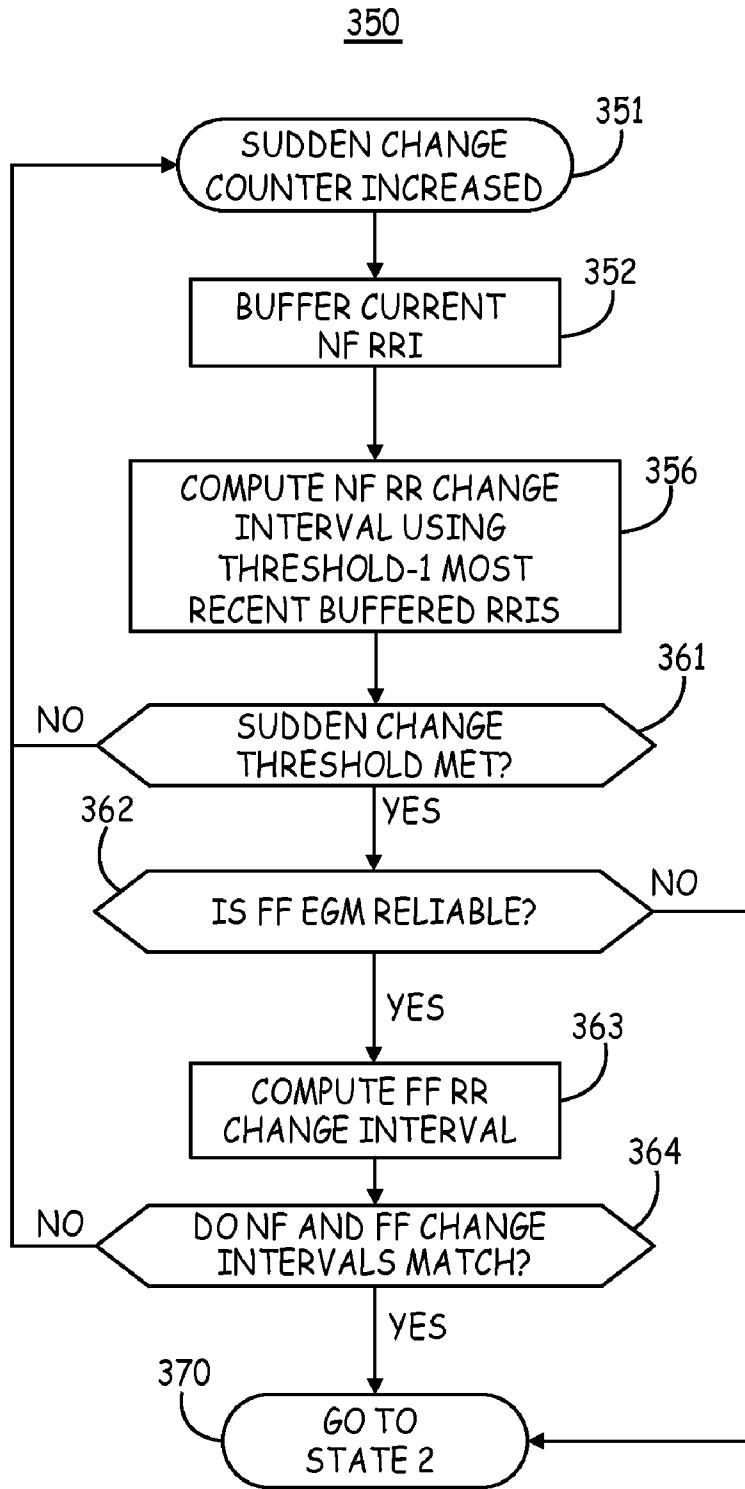 350
351
SUDDEN CHANGE
COUNTER INCREASED
352
BUFFER CURRENT
NF RRI
356
COMPUTE NF RR CHANGE
INTERVAL USING
THRESHOLD-1 MOST
RECENT BUFFERED RRIS
361
NO
SUDDEN CHANGE
THRESHOLD MET?
YES
362
NO
IS FF EGM RELIABLE?
YES
363
COMPUTE FF RR
CHANGE INTERVAL
364
NO
DO NF AND FF CHANGE
INTERVALS MATCH?
YES
370
GO TO
STATE 2